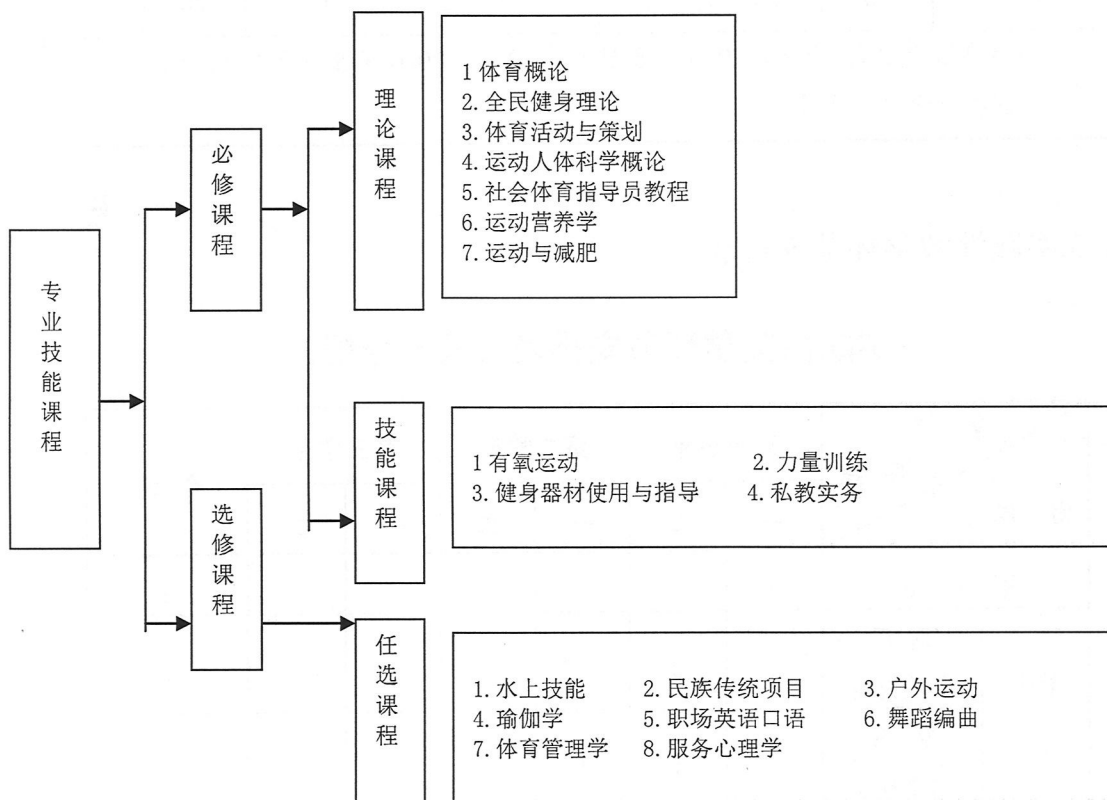 专业技能课程
必修课程
理论课程
1 体育概论
2. 全民健身理论
3. 体育活动与策划
4. 运动人体科学概论
5. 社会体育指导员教程
6. 运动营养学
7. 运动与减肥
技能课程
1 有氧运动 2. 力量训练
3. 健身器材使用与指导 4. 私教实务
选修课程
任选课程
1. 水上技能 2. 民族传统项目 3. 户外运动
4. 瑜伽学 5. 职场英语口语 6. 舞蹈编曲
7. 体育管理学 8. 服务心理学